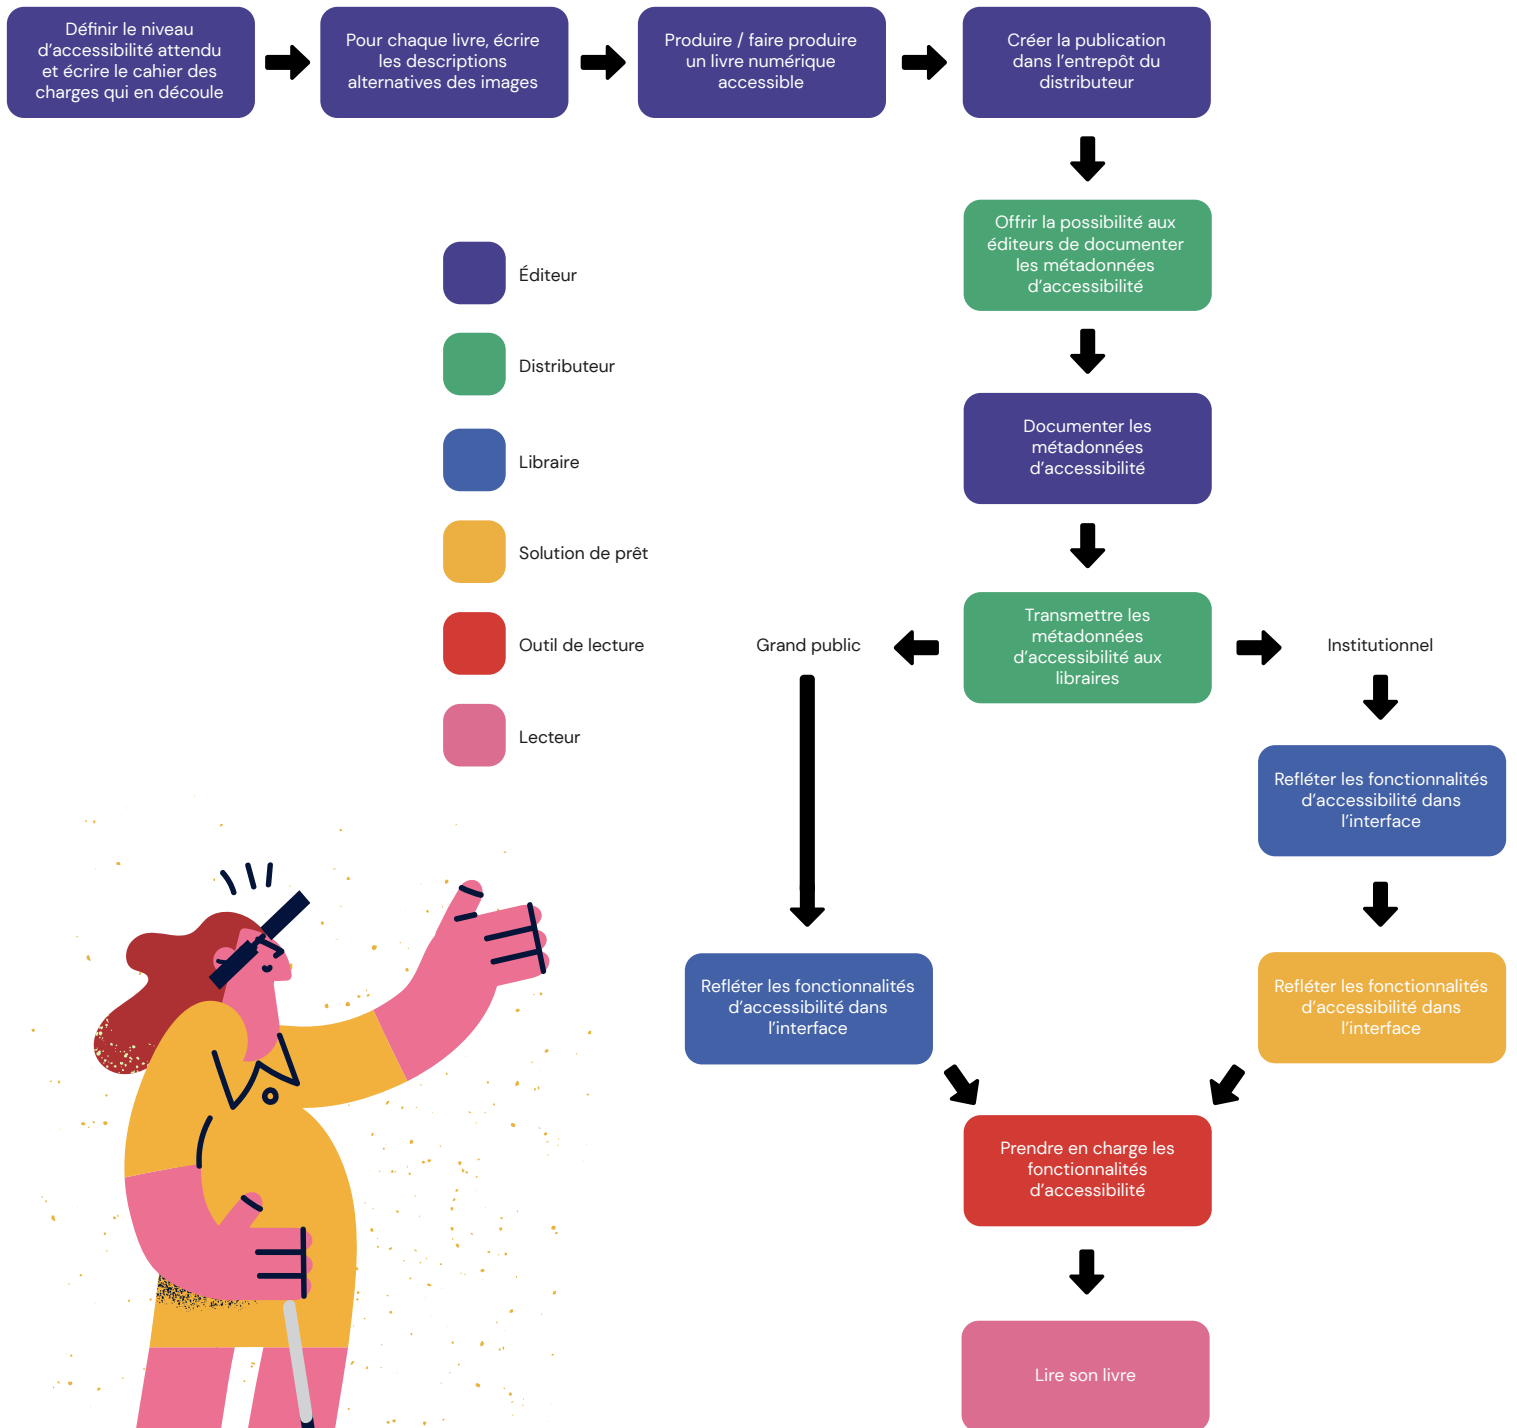 Définir le niveau
d’accessibilité attendu
et écrire le cahier des
charges qui en découle
Pour chaque livre, écrire
les descriptions
alternatives des images
Produire / faire produire
un livre numérique
accessible
Créer la publication
dans l’entrepôt du
distributeur
Offrir la possibilité aux
éditeurs de documenter
les métadonnées
d’accessibilité
Éditeur
Distributeur
Libraire
Solution de prêt
Outil de lecture
Lecteur
Documenter les
métadonnées
d’accessibilité
Transmettre les
métadonnées
d’accessibilité aux
libraires
Grand public
Institutionnel
Refléter les fonctionnalités
d’accessibilité dans
l’interface
Refléter les fonctionnalités
d’accessibilité dans
l’interface
Refléter les fonctionnalités
d’accessibilité dans
l’interface
Prendre en charge les
fonctionnalités
d’accessibilité
Lire son livre